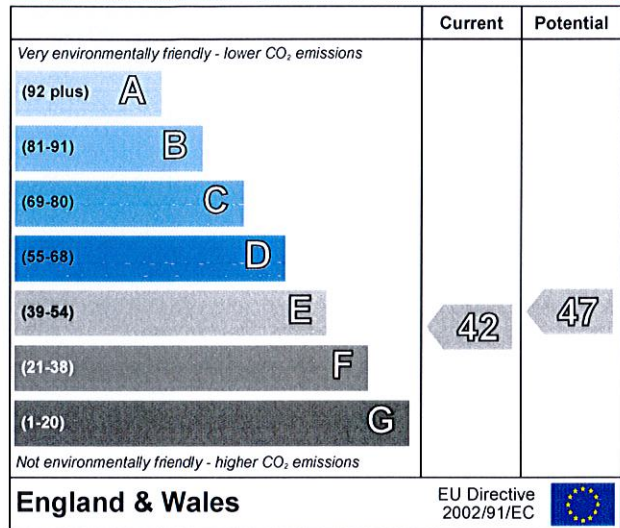 Current Potential
Very environmentally friendly - lower CO₂ emissions
(92 plus) A
(81-91) B
(69-80) C
(55-68) D
(39-54) E
42 47
(21-38) F
(1-20) G
Not environmentally friendly - higher CO₂ emissions
England & Wales
EU Directive
2002/91/EC